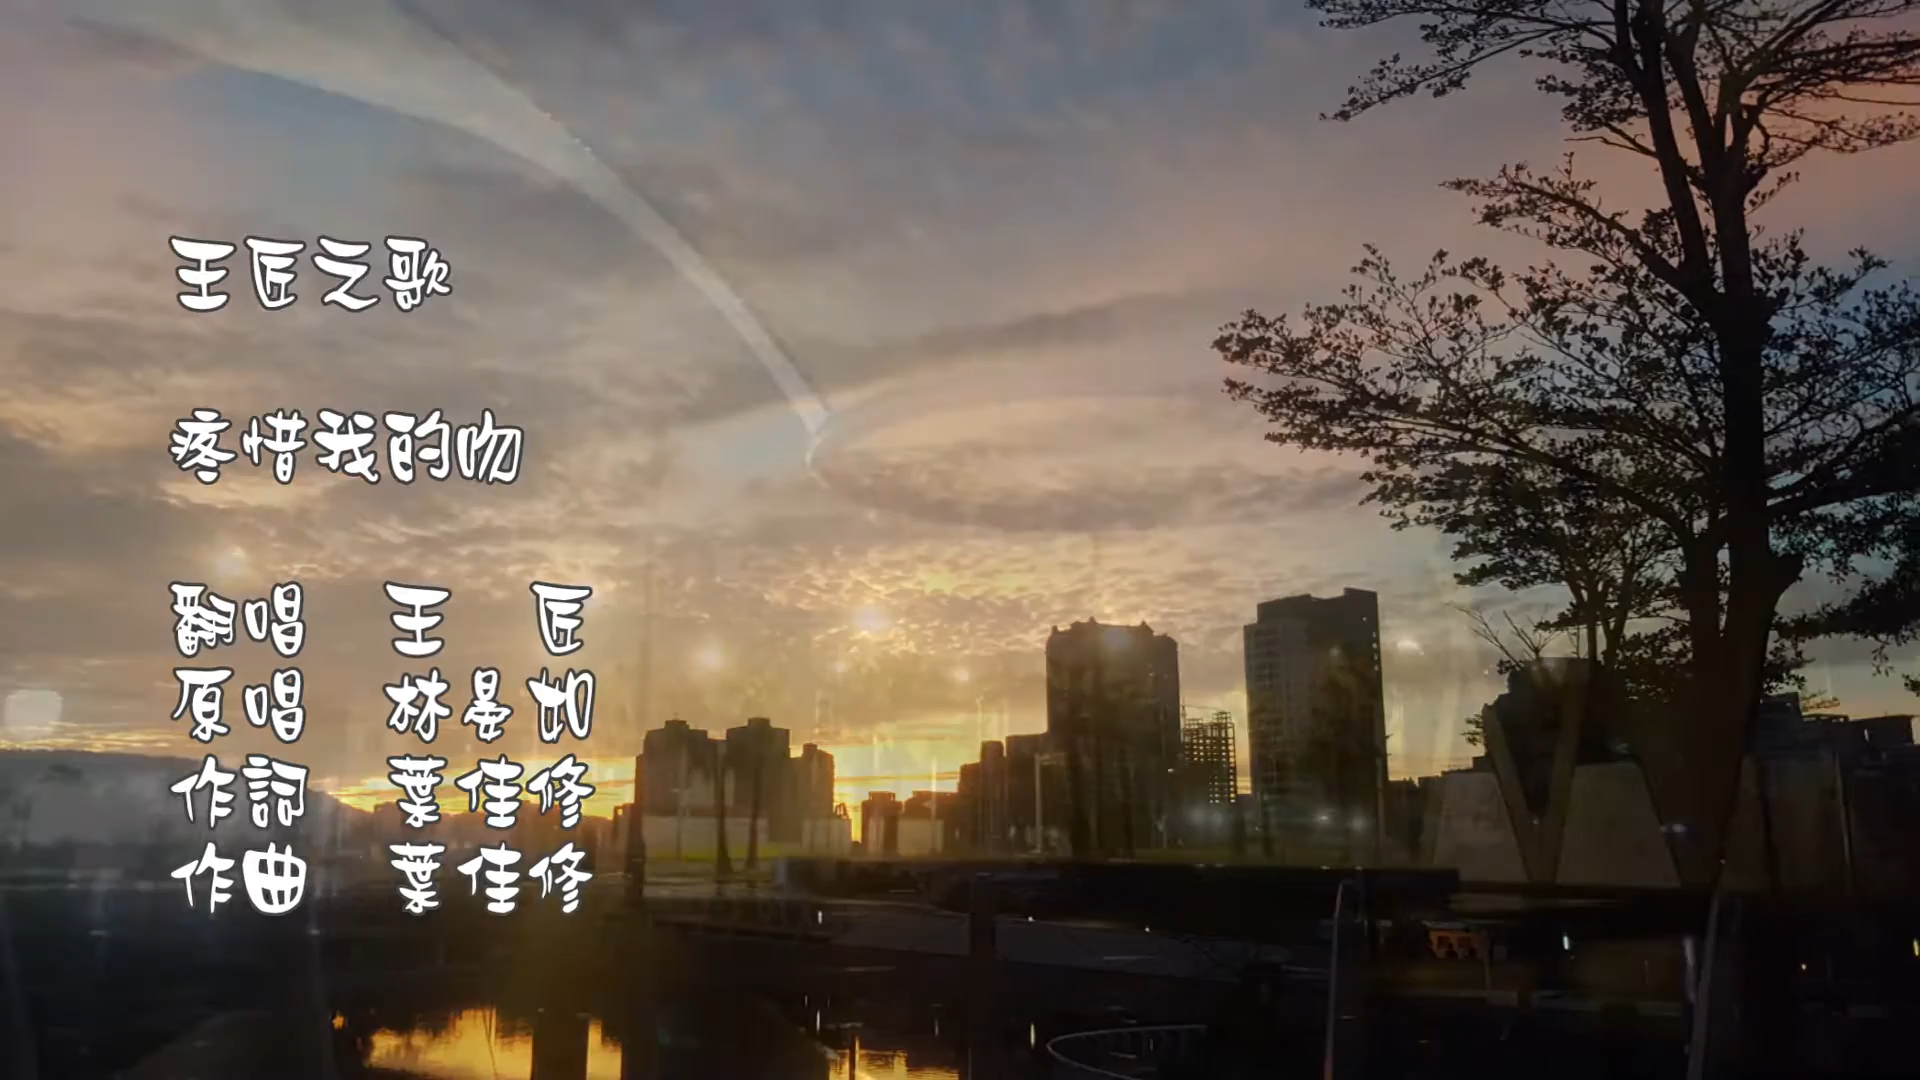 王匠之歌
疼惜我的吻
翻唱 王 匠
原唱 林晏如
作詞 葉佳修
作曲 葉佳修